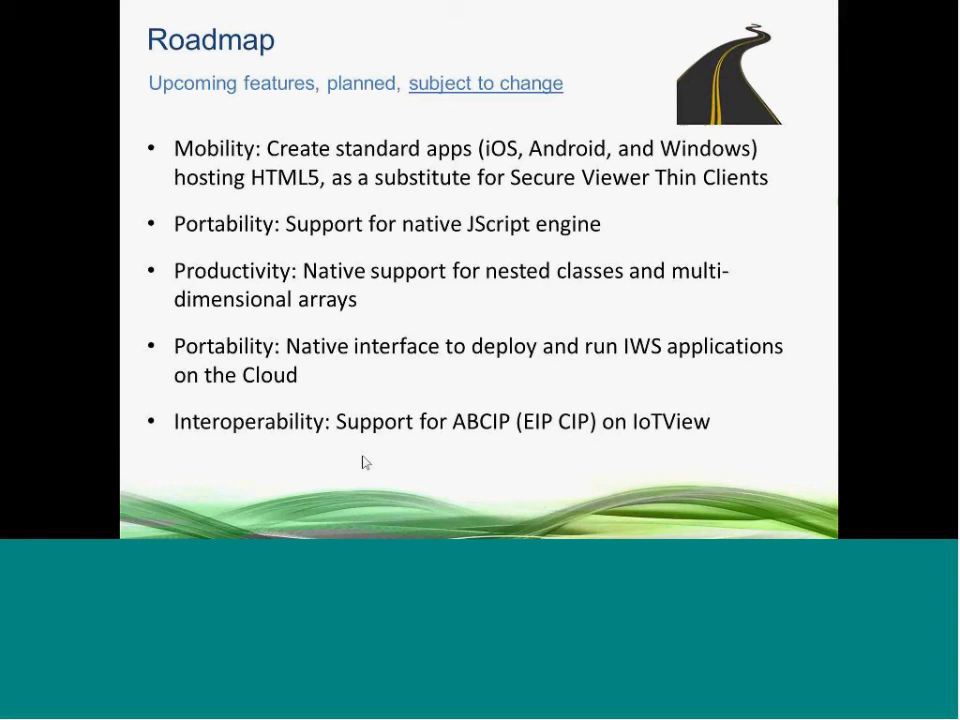 Roadmap
Upcoming features, planned, subject to change
• Mobility: Create standard apps (iOS, Android, and Windows)
hosting HTML5, as a substitute for Secure Viewer Thin Clients
• Portability: Support for native JScript engine
• Productivity: Native support for nested classes and multi-
dimensional arrays
• Portability: Native interface to deploy and run IWS applications
on the Cloud
• Interoperability: Support for ABCIP (EIP CIP) on IoTView